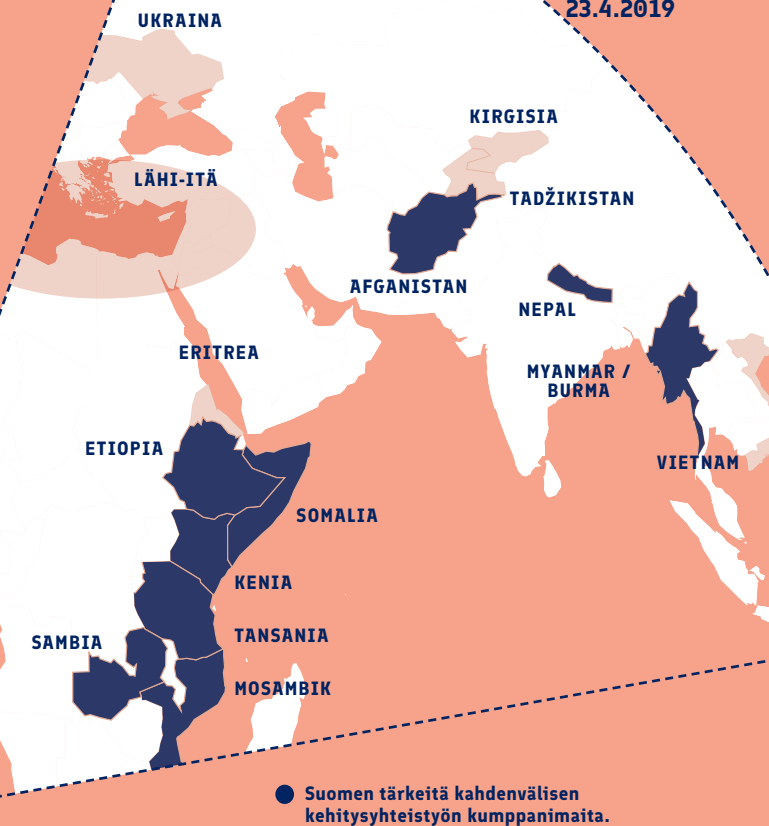 23.4.2019
UKRAINA
KIRGISIA
LÄHI-ITÄ
TADŽIKISTAN
AFGANISTAN
NEPAL
ERITREA
MYANMAR /
BURMA
ETIOPIA
VIETNAM
SOMALIA
KENIA
TANSANIA
SAMBIA
MOSAMBIK
Suomen tärkeitä kahdenvälisen
kehitysyhteistyön kumppanimaita.